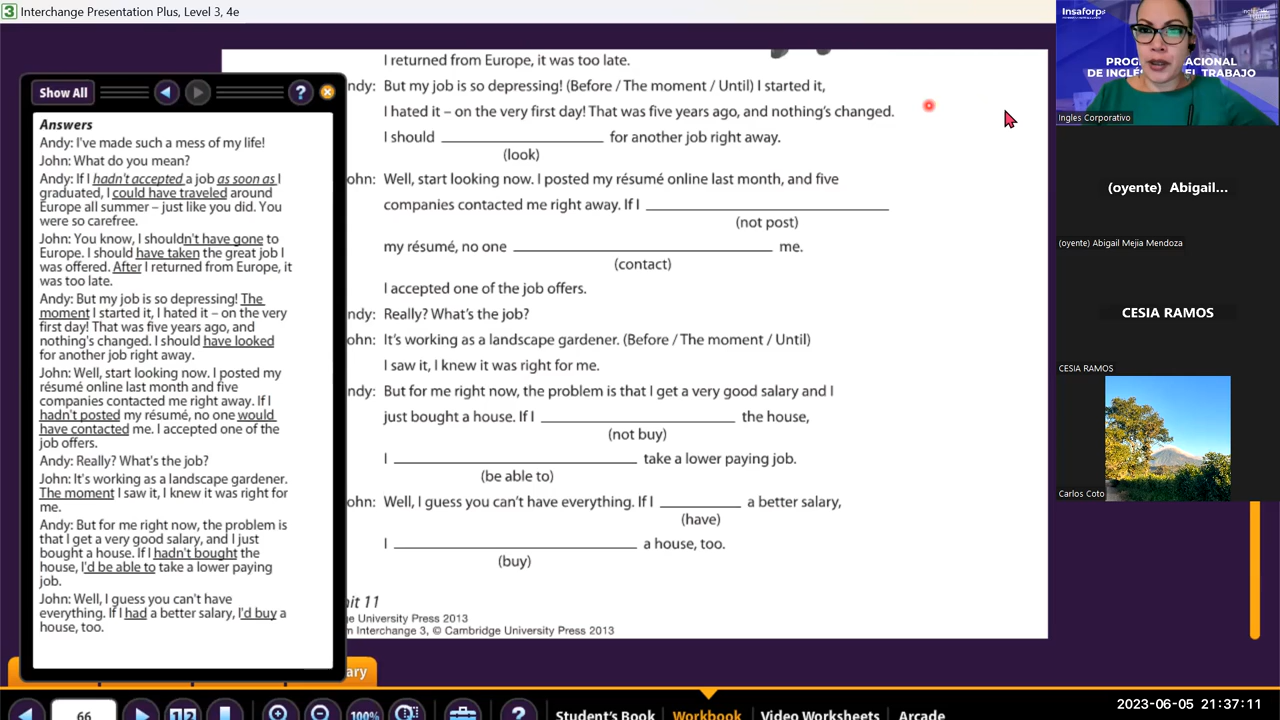 Interchange Presentation Plus, Level 3, 4e
Show All
Answers
Andy: I've made such a mess of my life!
John: What do you mean?
Andy: If I hadn't accepted a job as soon as I
graduated, I could have traveled around
Europe all summer – just like you did. You
were so carefree.
John: You know, I shouldn't have gone to
Europe. I should have taken the great job I
was offered. After I returned from Europe, it
was too late.
Andy: But my job is so depressing! The
moment I started it, I hated it – on the very
first day! That was five years ago, and
nothing's changed. I should have looked
for another job right away.
John: Well, start looking now. I posted my
résumé online last month and five
companies contacted me right away. If I
hadn't posted my résumé, no one would
have contacted me. I accepted one of the
job offers.
Andy: Really? What's the job?
John: It's working as a landscape gardener.
The moment I saw it, I knew it was right for
me.
Andy: But for me right now, the problem is
that I get a very good salary, and I just
bought a house. If I hadn't bought the
house, I'd be able to take a lower paying
job.
John: Well, I guess you can't have
everything. If I had a better salary, I'd buy a
house, too.
I returned from Europe, it was too late.
ndy: But my job is so depressing! (Before / The moment / Until) I started it,
I hated it – on the very first day! That was five years ago, and nothing's changed.
I should ____ for another job right away.
(look)
ohn: Well, start looking now. I posted my résumé online last month, and five
companies contacted me right away. If I ____
(not post)
my résumé, no one ____ me.
(contact)
I accepted one of the job offers.
ndy: Really? What's the job?
ohn: It's working as a landscape gardener. (Before / The moment / Until)
I saw it, I knew it was right for me.
ndy: But for me right now, the problem is that I get a very good salary and I
just bought a house. If I ____ the house,
(not buy)
I ____ take a lower paying job.
(be able to)
ohn: Well, I guess you can't have everything. If I ____ a better salary,
(have)
I ____ a house, too.
(buy)
nit 11
ge University Press 2013
m Interchange 3, © Cambridge University Press 2013
ary
66
100%
Student's Book
Workbook
Video Worksheets
Arcade
Insaforp
Ingles Corporativo
(oyente) Abigail...
(oyente) Abigail Mejia Mendoza
CESIA RAMOS
CESIA RAMOS
Carlos Coto
2023-06-05 21:37:11